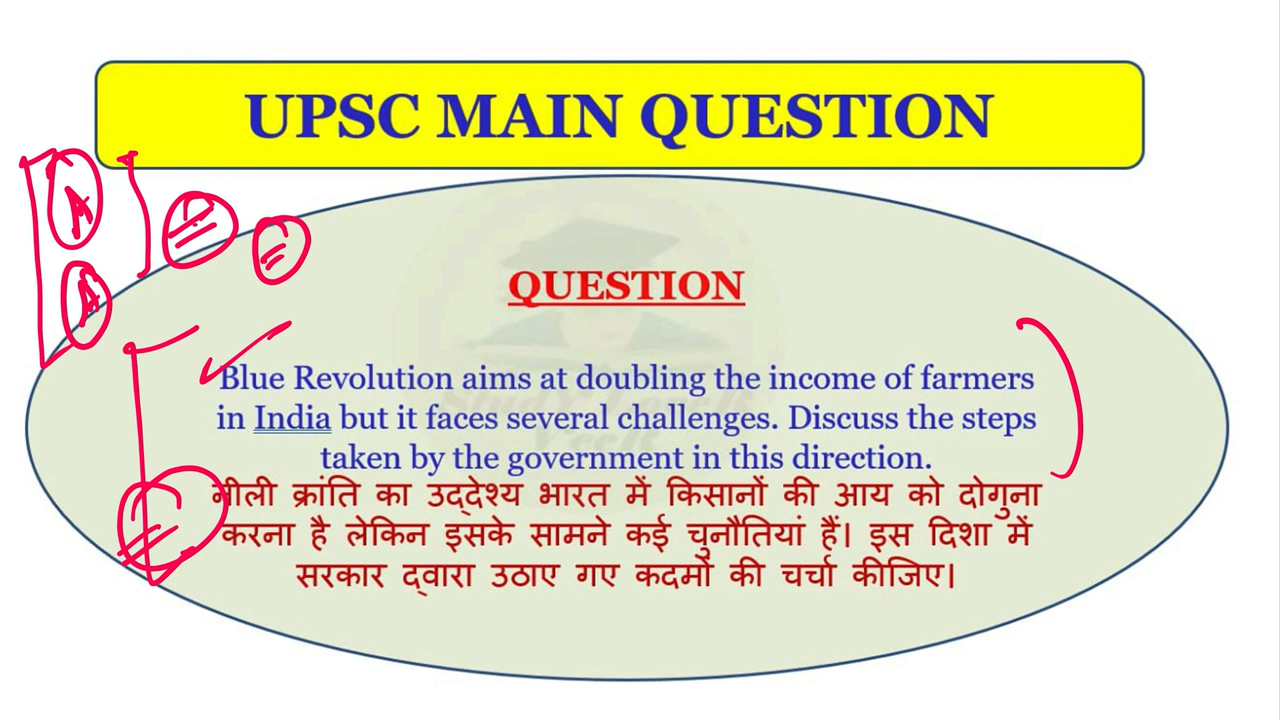 UPSC MAIN QUESTION
QUESTION
Blue Revolution aims at doubling the income of farmers
in India but it faces several challenges. Discuss the steps
taken by the government in this direction.
नीली क्रांति का उद्देश्य भारत में किसानों की आय को दोगुना
करना है लेकिन इसके सामने कई चुनौतियां हैं। इस दिशा में
सरकार द्वारा उठाए गए कदमों की चर्चा कीजिए।
A
A